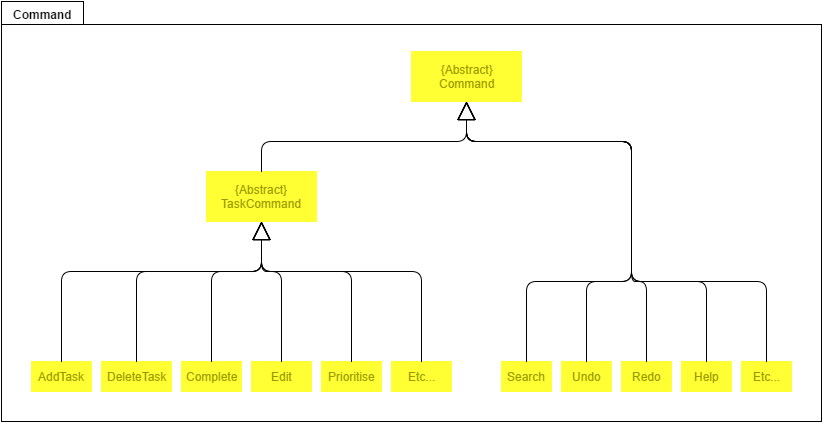 Command
{Abstract}
Command
{Abstract}
TaskCommand
AddTask
DeleteTask
Complete
Edit
Prioritise
Etc...
Search
Undo
Redo
Help
Etc...